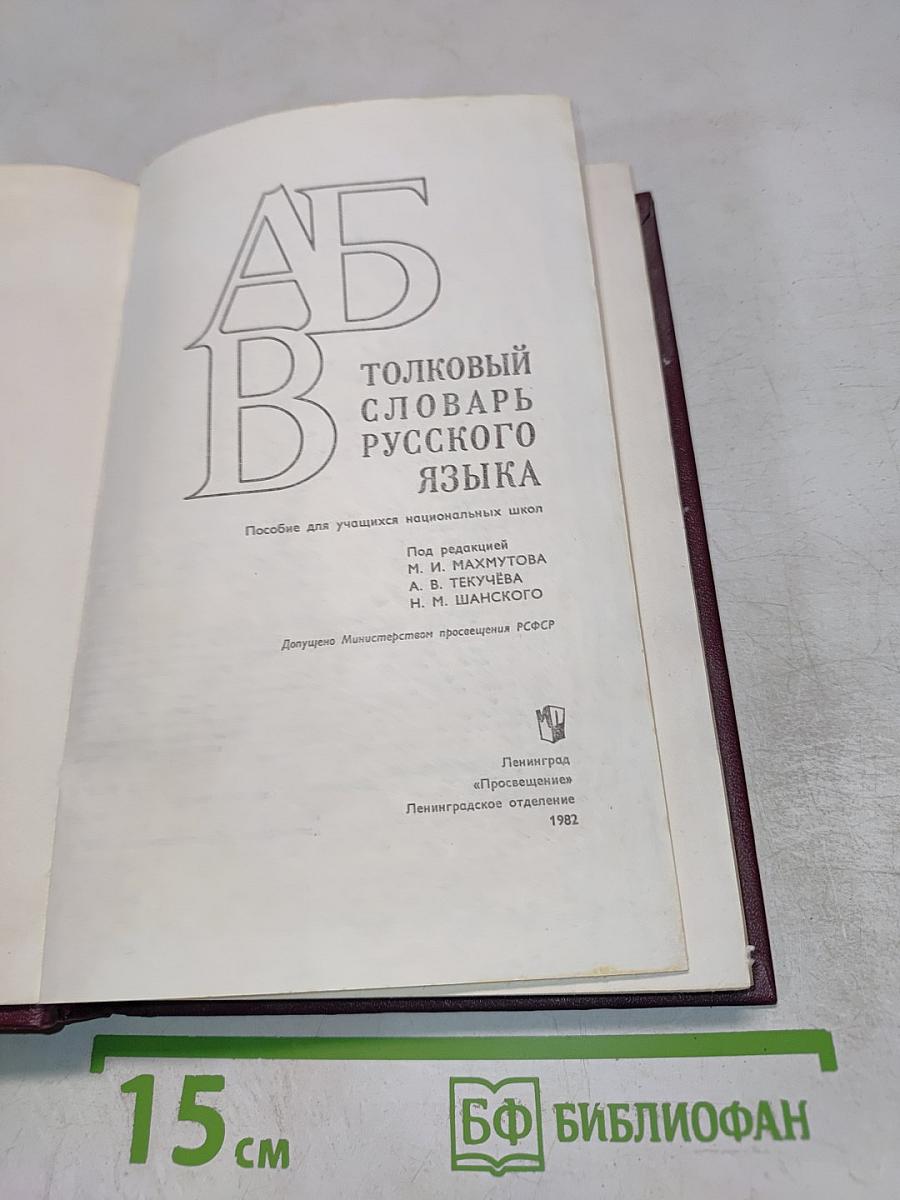 АБ
В
ТОЛКОВЫЙ
СЛОВАРЬ
РУССКОГО
ЯЗЫКА
Пособие для учащихся национальных школ
Под редакцией
М. И. МАХМУТОВА
А. В. ТЕКУЧЁВА
Н. М. ШАНСКОГО
Допущено Министерством просвещения РСФСР
Ленинград
«Просвещение»
Ленинградское отделение
1982
15 см
БФ БИБЛИОФАН